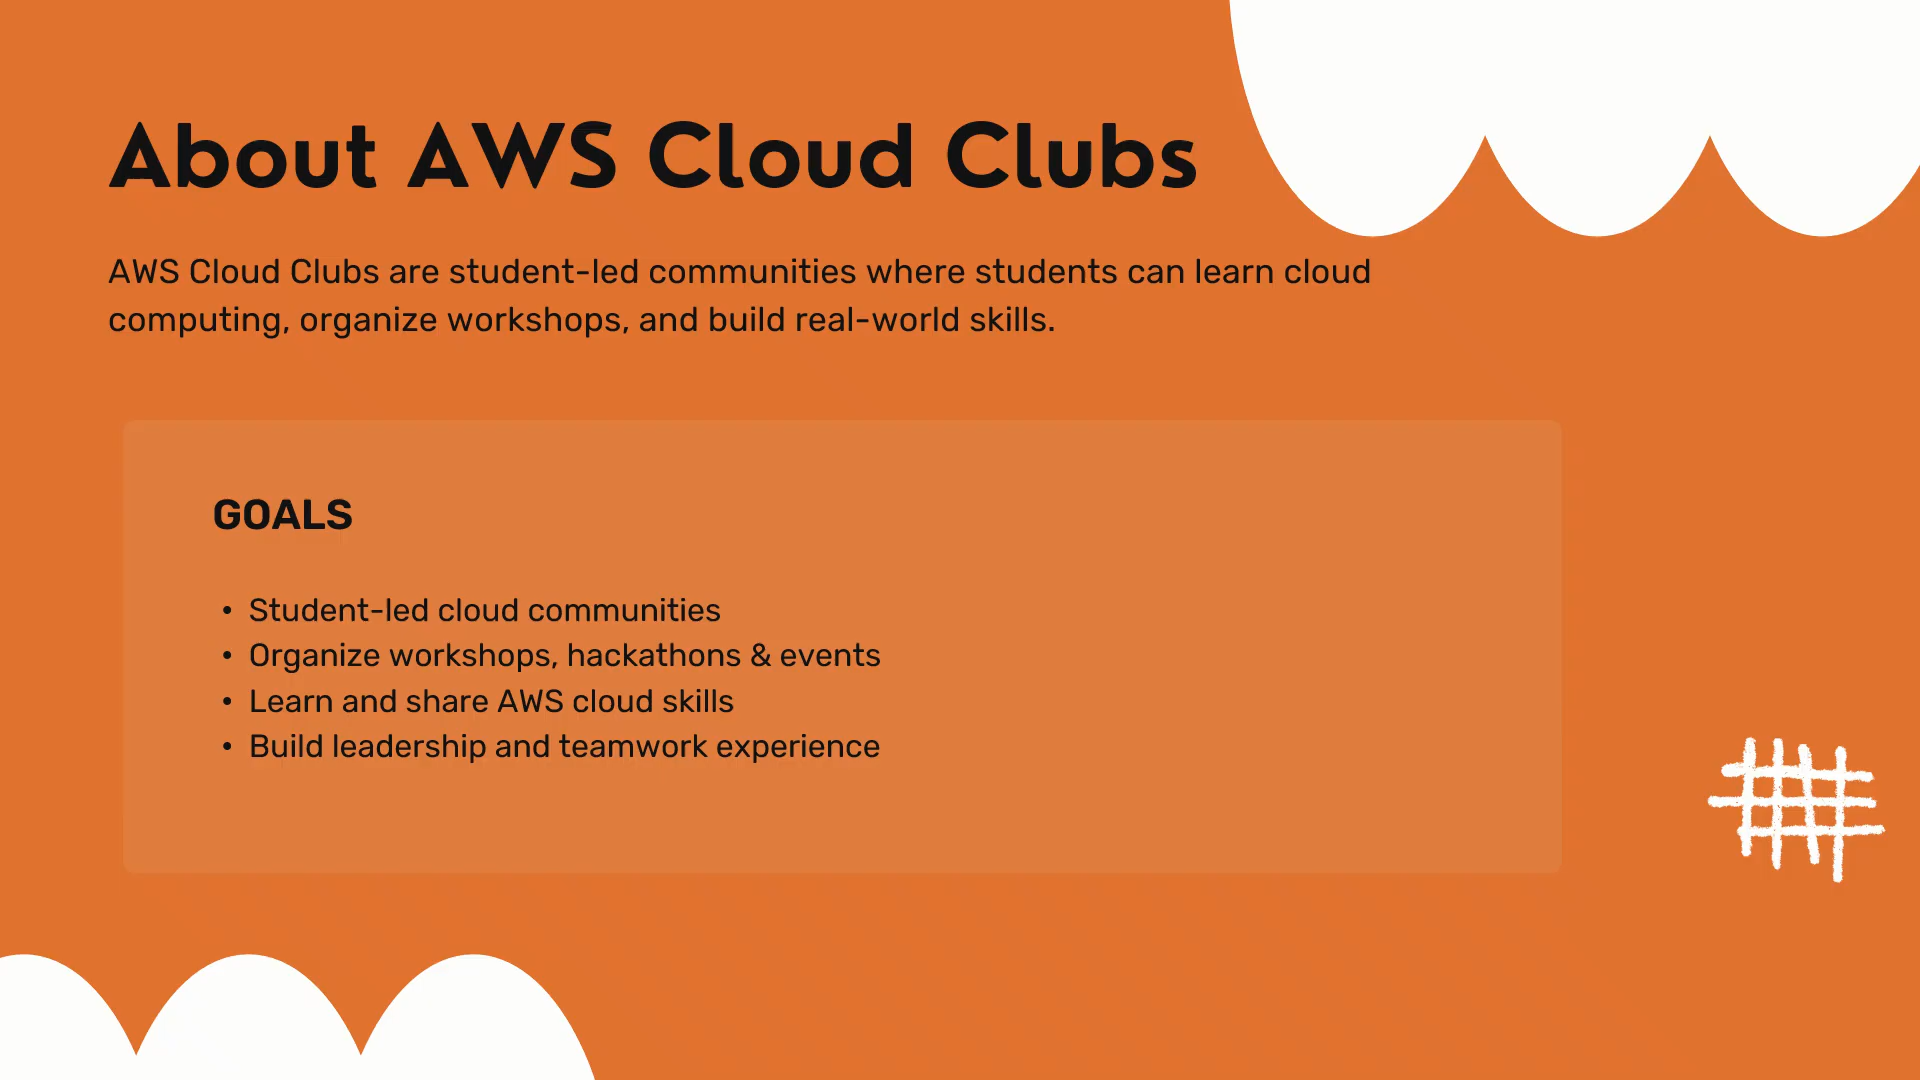 About AWS Cloud Clubs
AWS Cloud Clubs are student-led communities where students can learn cloud
computing, organize workshops, and build real-world skills.
GOALS
• Student-led cloud communities
• Organize workshops, hackathons & events
• Learn and share AWS cloud skills
• Build leadership and teamwork experience